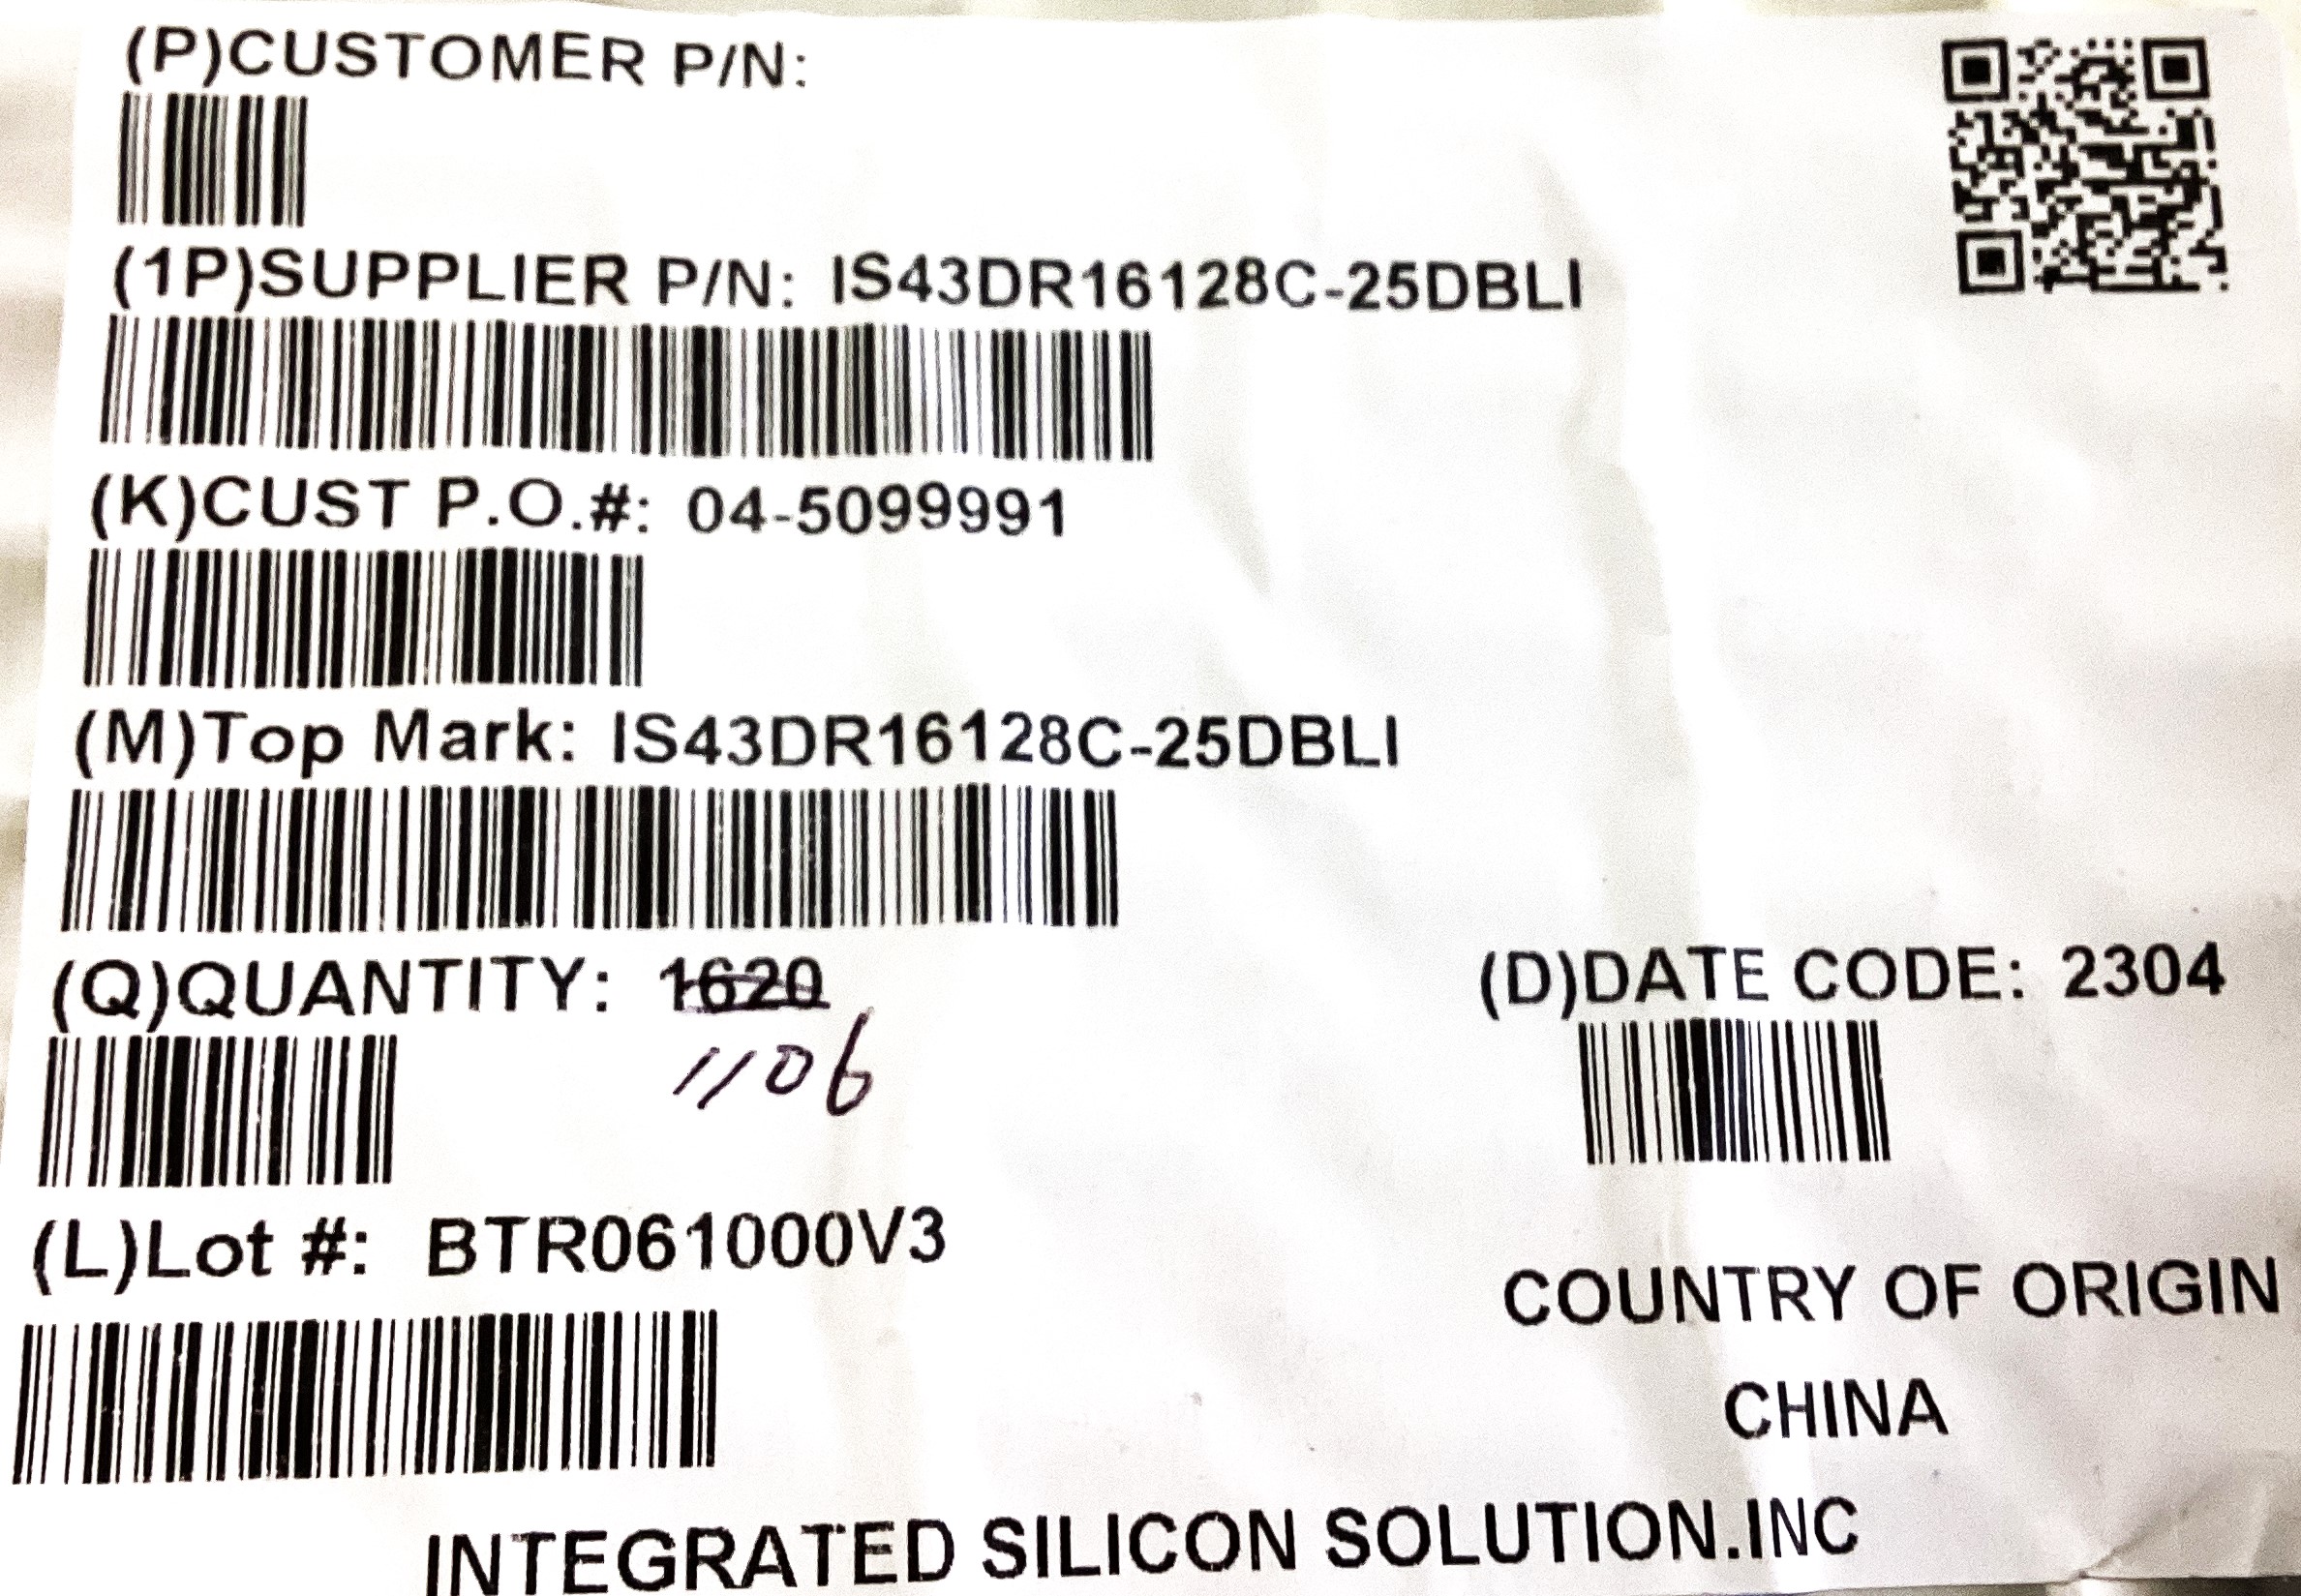 (P)CUSTOMER P/N:
(1P)SUPPLIER P/N: IS43DR16128C-25DBLI
(K)CUST P.O.#: 04-5099991
(M)Top Mark: IS43DR16128C-25DBLI
(Q)QUANTITY: 1620
1106
(D)DATE CODE: 2304
(L)Lot #: BTR061000V3
COUNTRY OF ORIGIN
CHINA
INTEGRATED SILICON SOLUTION.INC